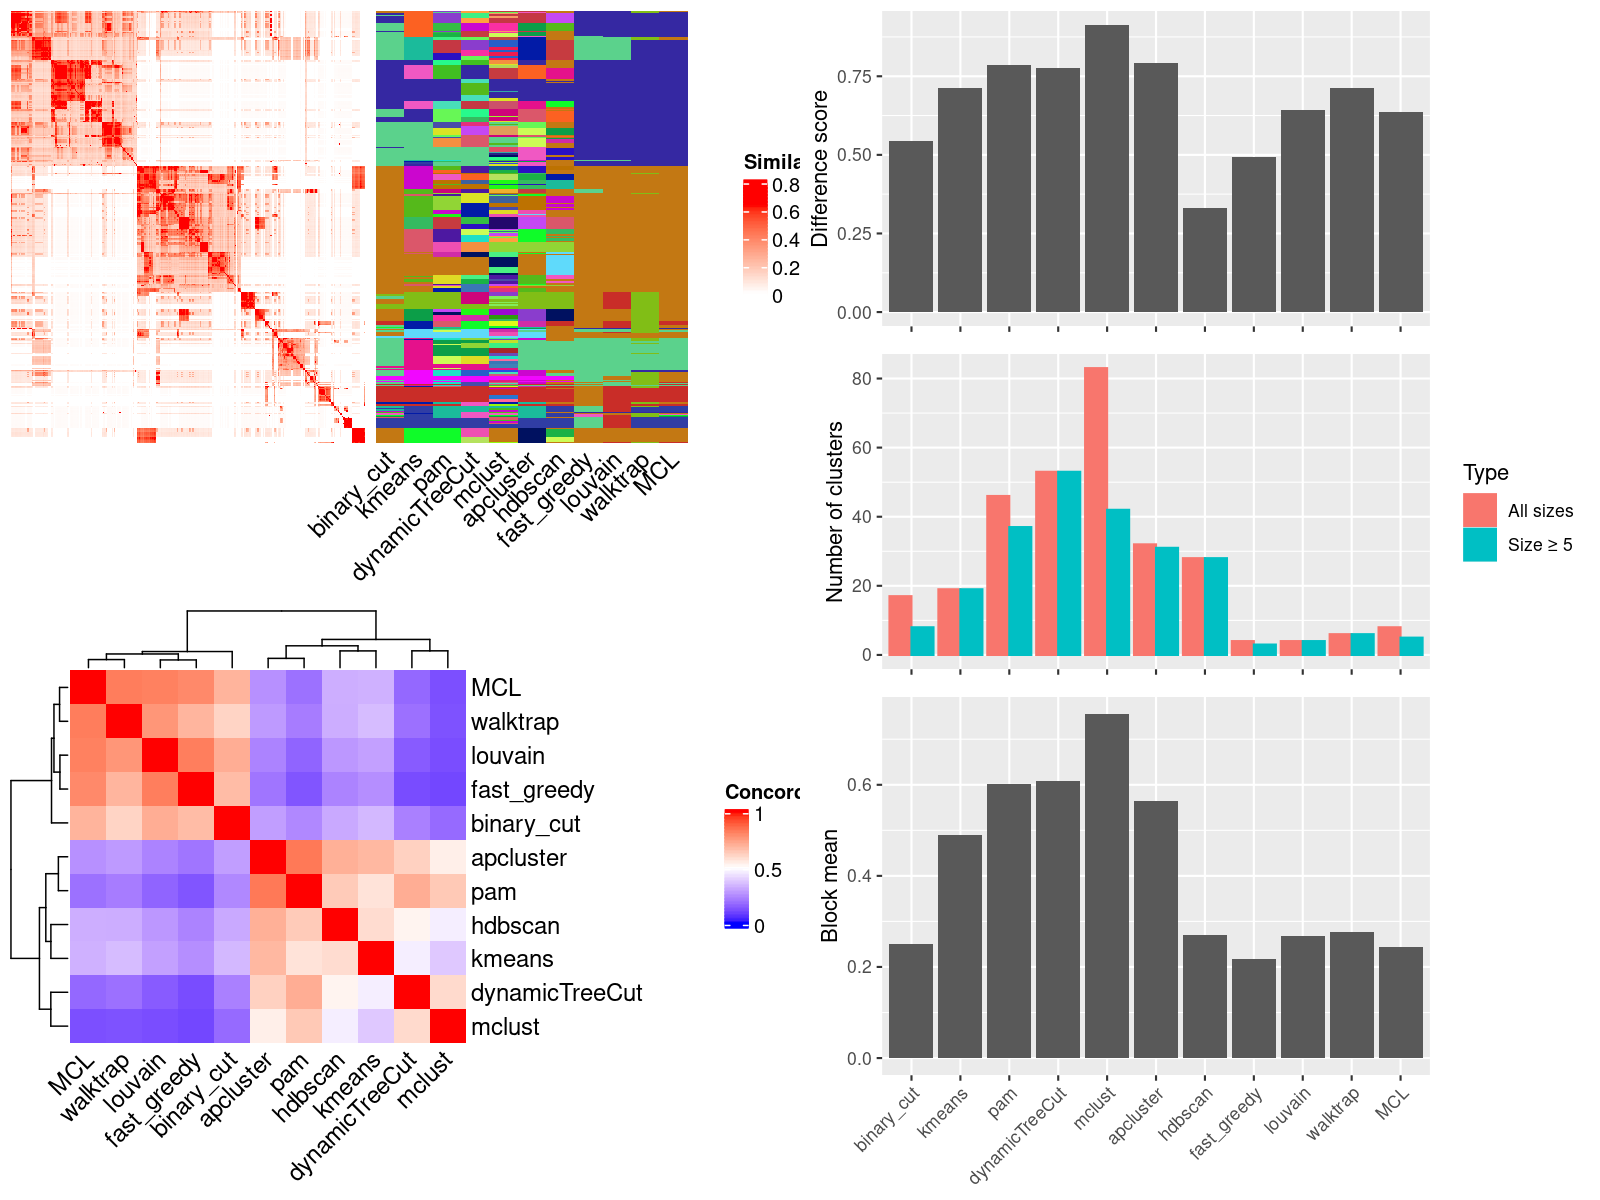 Simila
0.8
0.6
0.4
0.2
0
binary_cut
kmeans
pam
dynamicTreeCut
mclust
apcluster
hdbscan
fast_greedy
louvain
walktrap
MCL
Difference score
0.75
0.50
0.25
0.00
Number of clusters
80
60
40
20
0
Type
All sizes
Size ≥ 5
MCL
walktrap
louvain
fast_greedy
binary_cut
apcluster
pam
hdbscan
kmeans
dynamicTreeCut
mclust
MCL
walktrap
louvain
fast_greedy
binary_cut
apcluster
pam
hdbscan
kmeans
dynamicTreeCut
mclust
Concord
1
0.5
0
Block mean
0.6
0.4
0.2
0.0
binary_cut
kmeans
pam
dynamicTreeCut
mclust
apcluster
hdbscan
fast_greedy
louvain
walktrap
MCL